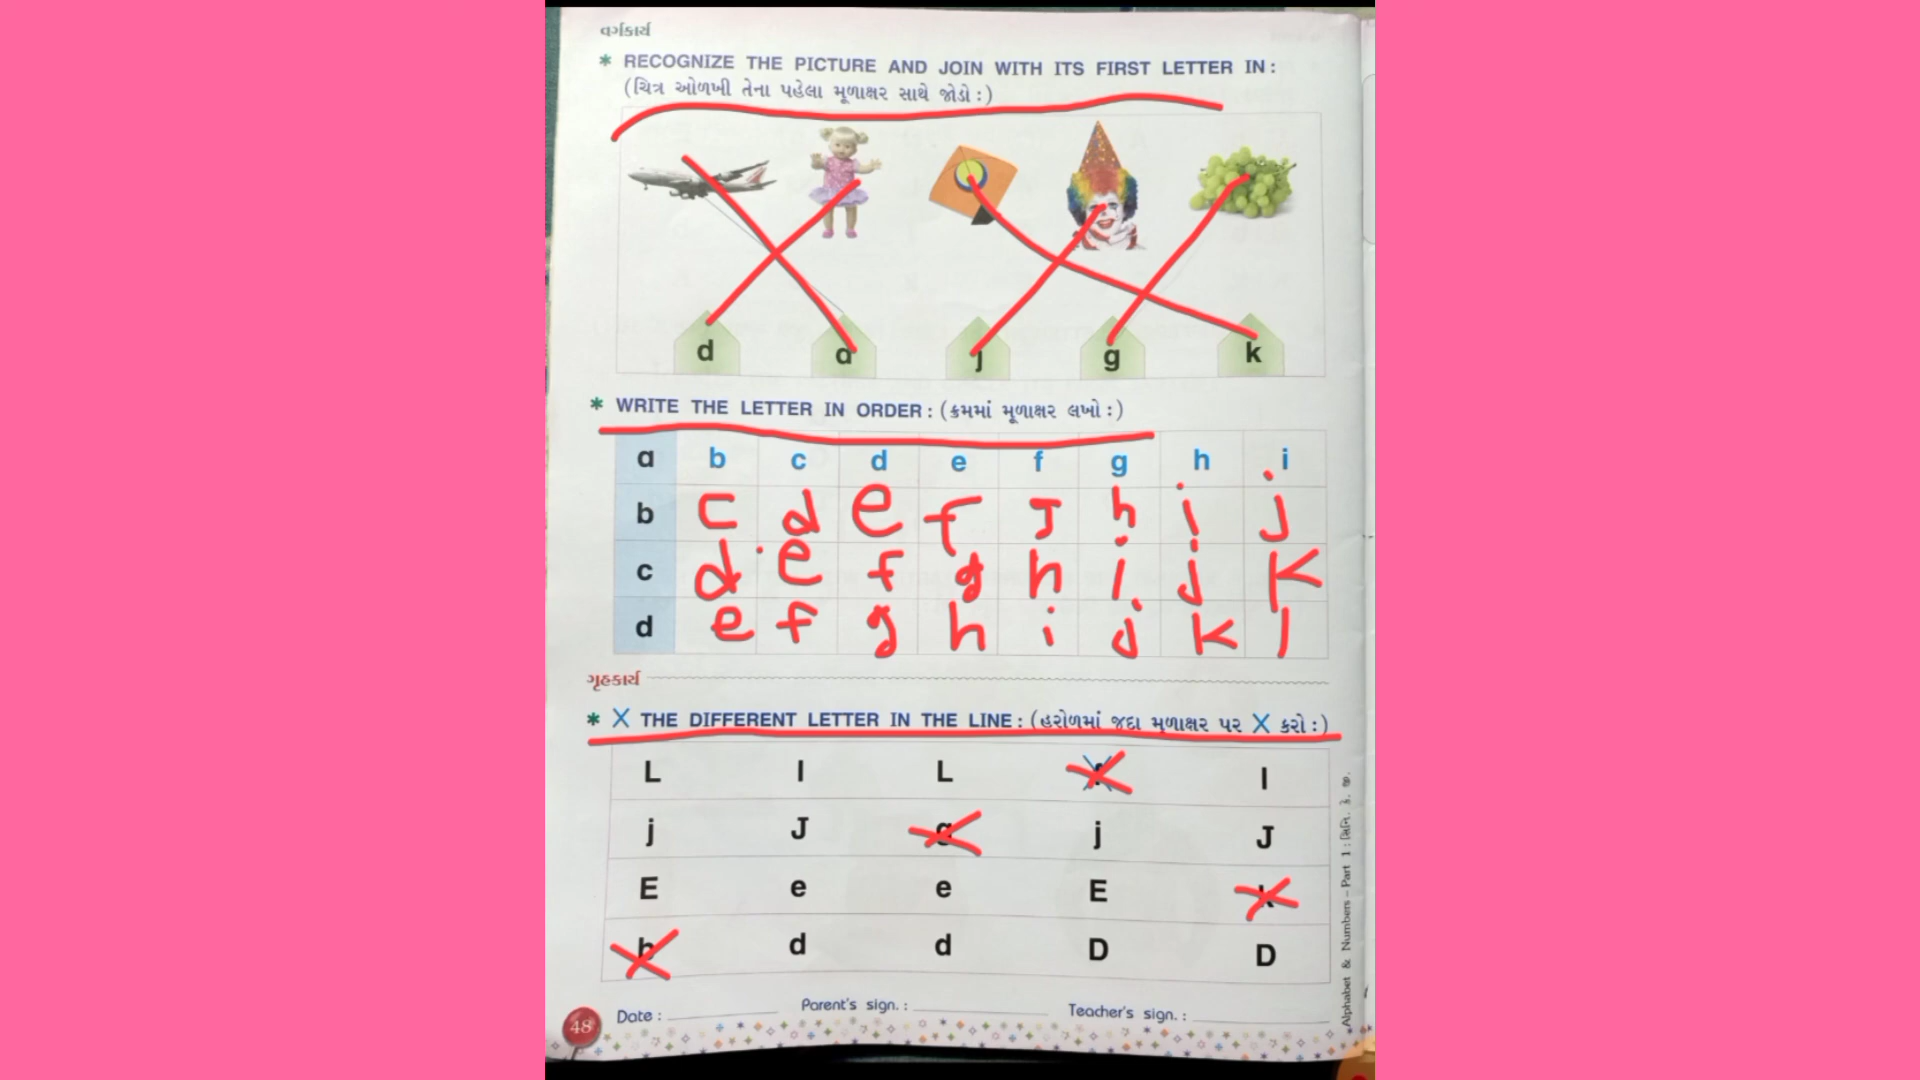 વર્ગકાર્ય
* RECOGNIZE THE PICTURE AND JOIN WITH ITS FIRST LETTER IN :
(ચિત્ર ઓળખી તેના પહેલા મૂળાક્ષર સાથે જોડો :)
d a j g k
* WRITE THE LETTER IN ORDER : (ક્રમમાં મૂળાક્ષર લખો :)
a b c d e f g h i
b c d e f g h i j
c d e f g h i j k
d e f g h i j k l
ગૃહકાર્ય
* X THE DIFFERENT LETTER IN THE LINE : (હરોળમાં જુદા મૂળાક્ષર પર X કરો :)
L l L l
j J g j J
E e e E k
d d D D
Date : Parent's sign. : Teacher's sign. :
48
Alphabet & Numbers – Part 1 : સિનિ. કે. જી.